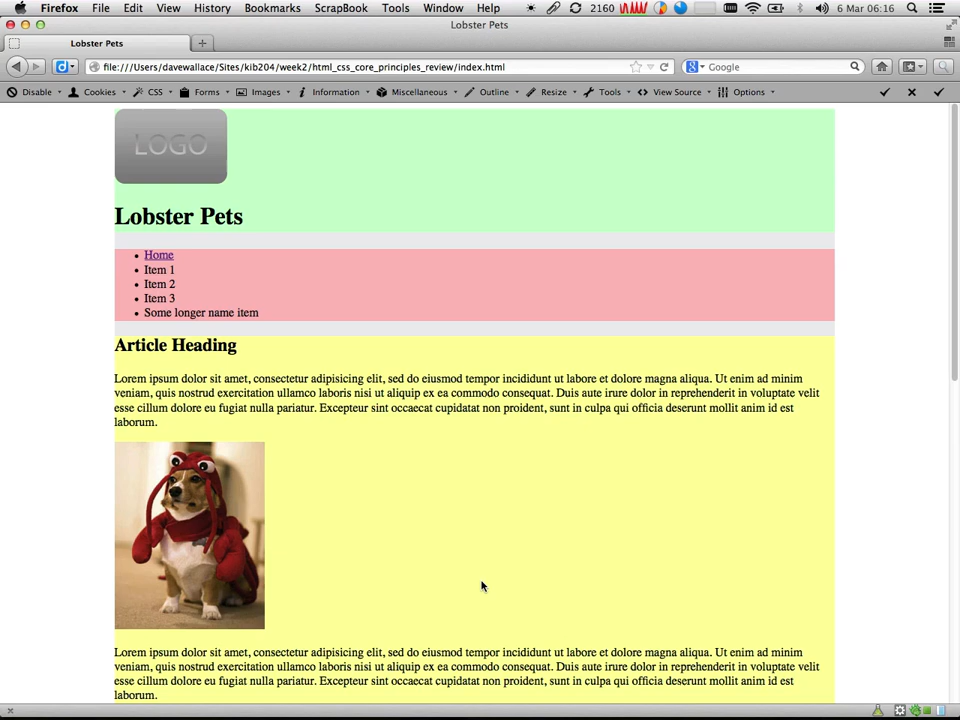 Firefox File Edit View History Bookmarks ScrapBook Tools Window Help 2160 6 Mar 06:16
Lobster Pets
Lobster Pets
file:///Users/davewallace/Sites/kib204/week2/html_css_core_principles_review/index.html Google
Disable Cookies CSS Forms Images Information Miscellaneous Outline Resize Tools View Source Options
LOGO
Lobster Pets
Home
Item 1
Item 2
Item 3
Some longer name item
Article Heading
Lorem ipsum dolor sit amet, consectetur adipisicing elit, sed do eiusmod tempor incididunt ut labore et dolore magna aliqua. Ut enim ad minim
veniam, quis nostrud exercitation ullamco laboris nisi ut aliquip ex ea commodo consequat. Duis aute irure dolor in reprehenderit in voluptate velit
esse cillum dolore eu fugiat nulla pariatur. Excepteur sint occaecat cupidatat non proident, sunt in culpa qui officia deserunt mollit anim id est
laborum.
Lorem ipsum dolor sit amet, consectetur adipisicing elit, sed do eiusmod tempor incididunt ut labore et dolore magna aliqua. Ut enim ad minim
veniam, quis nostrud exercitation ullamco laboris nisi ut aliquip ex ea commodo consequat. Duis aute irure dolor in reprehenderit in voluptate velit
esse cillum dolore eu fugiat nulla pariatur. Excepteur sint occaecat cupidatat non proident, sunt in culpa qui officia deserunt mollit anim id est
laborum.